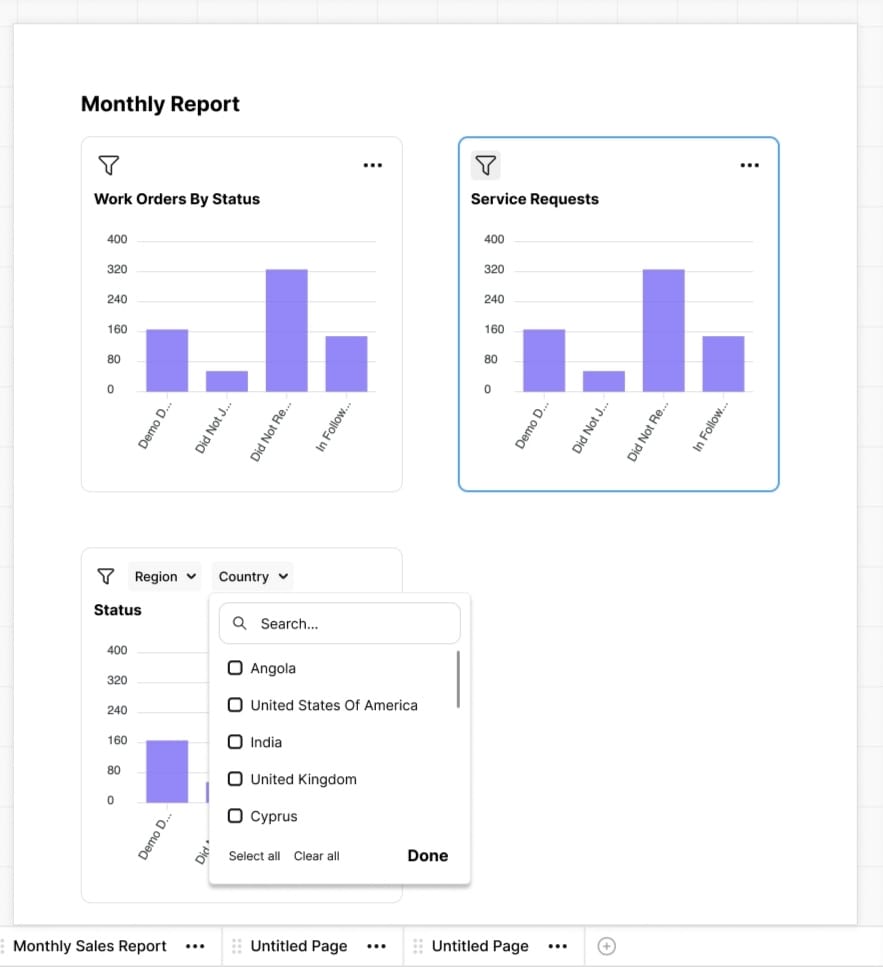 Monthly Report
Work Orders By Status
400
320
240
160
80
0
Demo D...
Did Not J...
Did Not Re...
In Follow...
Service Requests
400
320
240
160
80
0
Demo D...
Did Not J...
Did Not Re...
In Follow...
Region
Country
Status
400
320
240
160
80
0
Demo D...
Did
Search...
Angola
United States Of America
India
United Kingdom
Cyprus
Select all Clear all Done
Monthly Sales Report
Untitled Page
Untitled Page